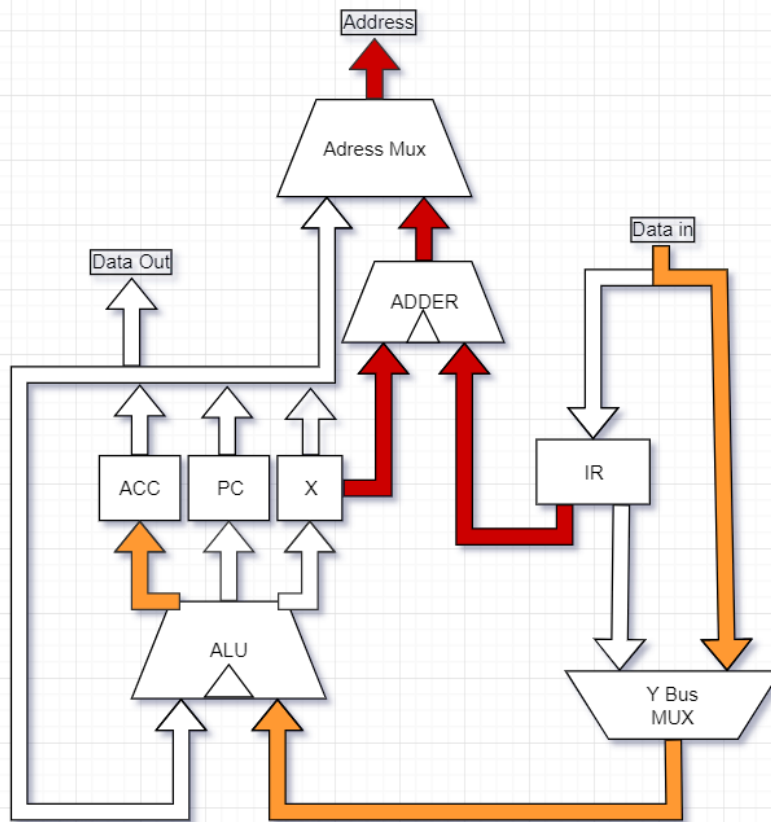 Address
Adress Mux
Data in
Data Out
ADDER
ACC
PC
X
IR
ALU
Y Bus
MUX